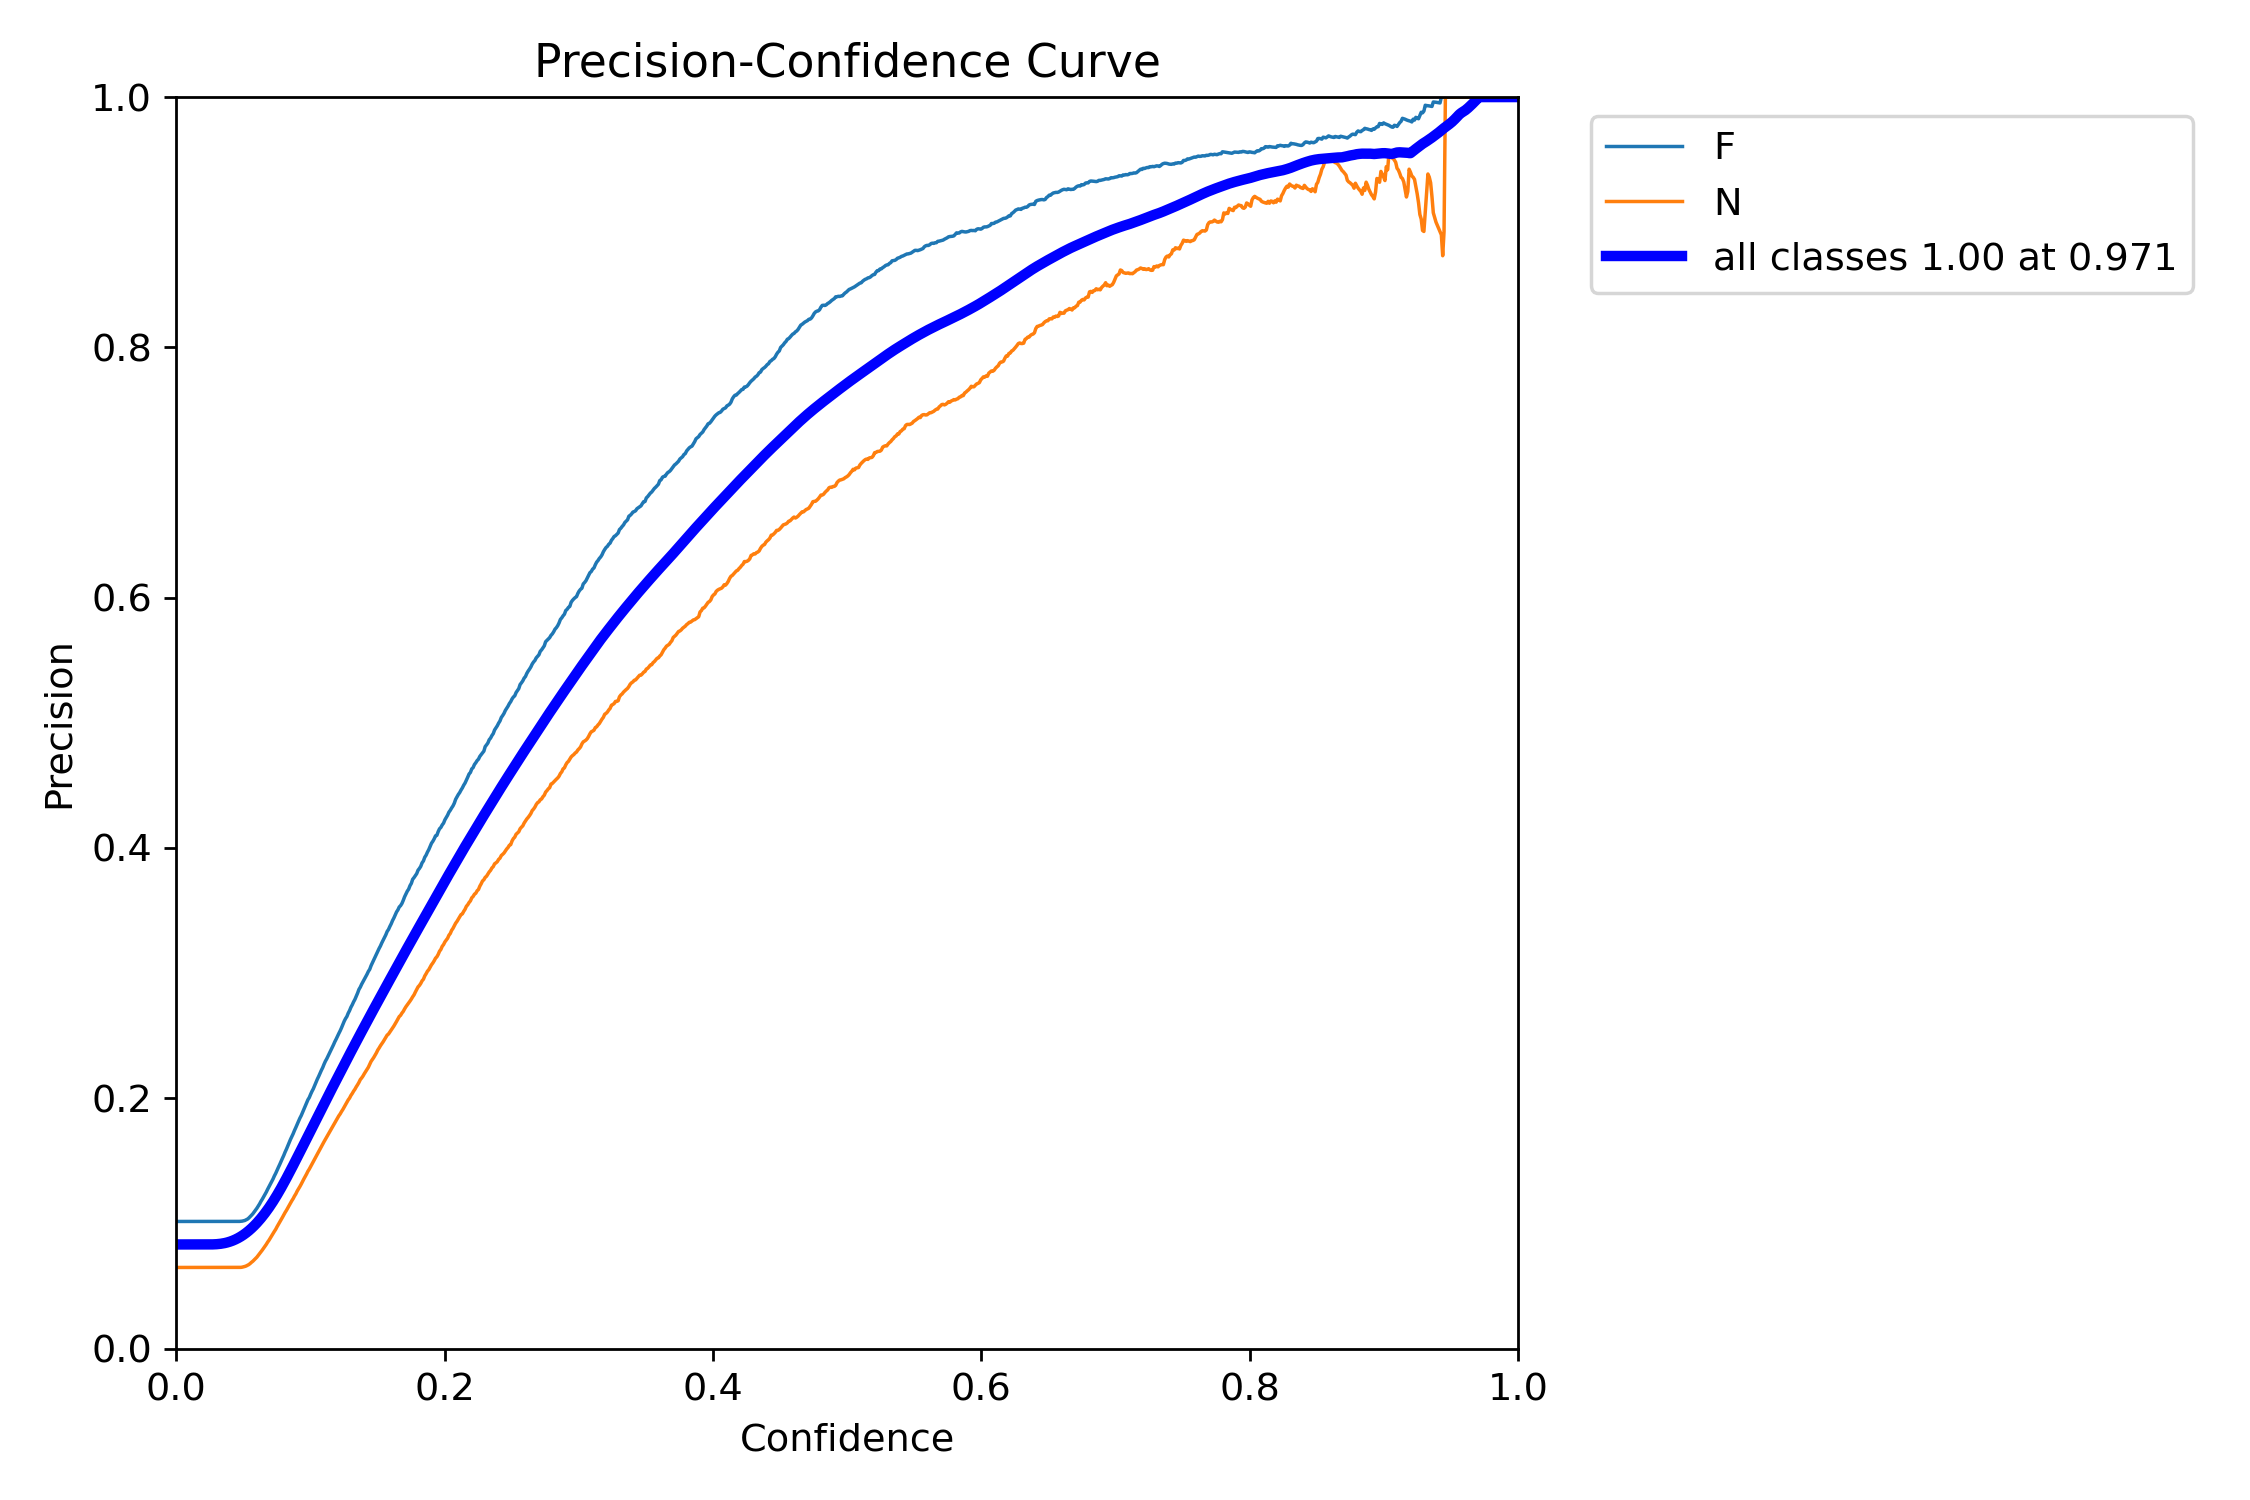 Precision-Confidence Curve
1.0
0.8
0.6
0.4
0.2
0.0
Precision
0.0 0.2 0.4 0.6 0.8 1.0
Confidence
F
N
all classes 1.00 at 0.971